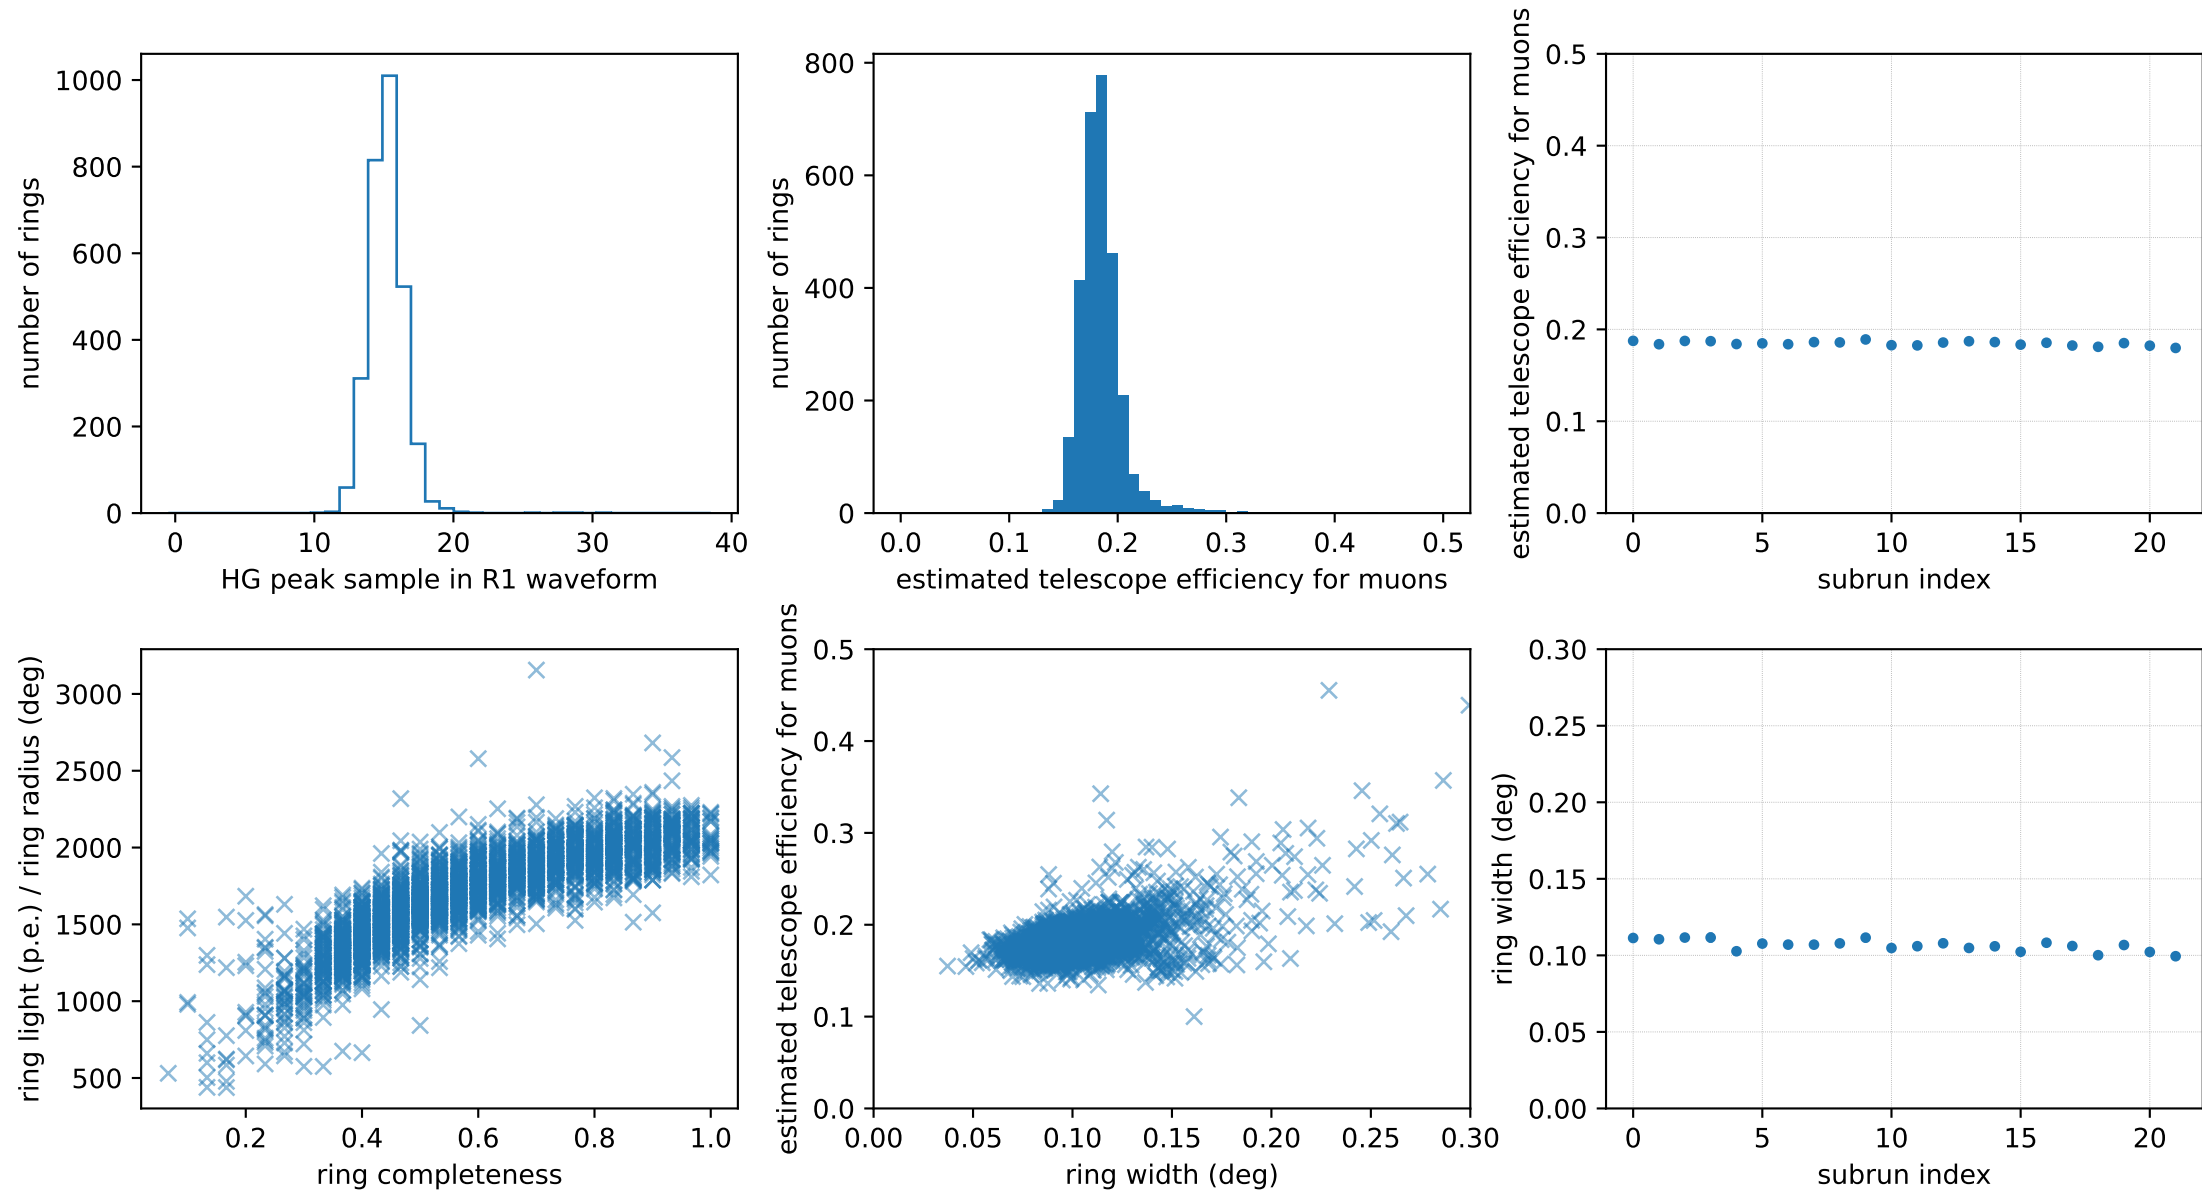 1000
800
600
400
200
0
number of rings
0 10 20 30 40
HG peak sample in R1 waveform
800
600
400
200
0
number of rings
0.0 0.1 0.2 0.3 0.4 0.5
estimated telescope efficiency for muons
0.5
0.4
0.3
0.2
0.1
0.0
estimated telescope efficiency for muons
0 5 10 15 20
subrun index
3000
2500
2000
1500
1000
500
ring light (p.e.) / ring radius (deg)
0.2 0.4 0.6 0.8 1.0
ring completeness
0.5
0.4
0.3
0.2
0.1
0.0
estimated telescope efficiency for muons
0.00 0.05 0.10 0.15 0.20 0.25 0.30
ring width (deg)
0.30
0.25
0.20
0.15
0.10
0.05
0.00
ring width (deg)
0 5 10 15 20
subrun index